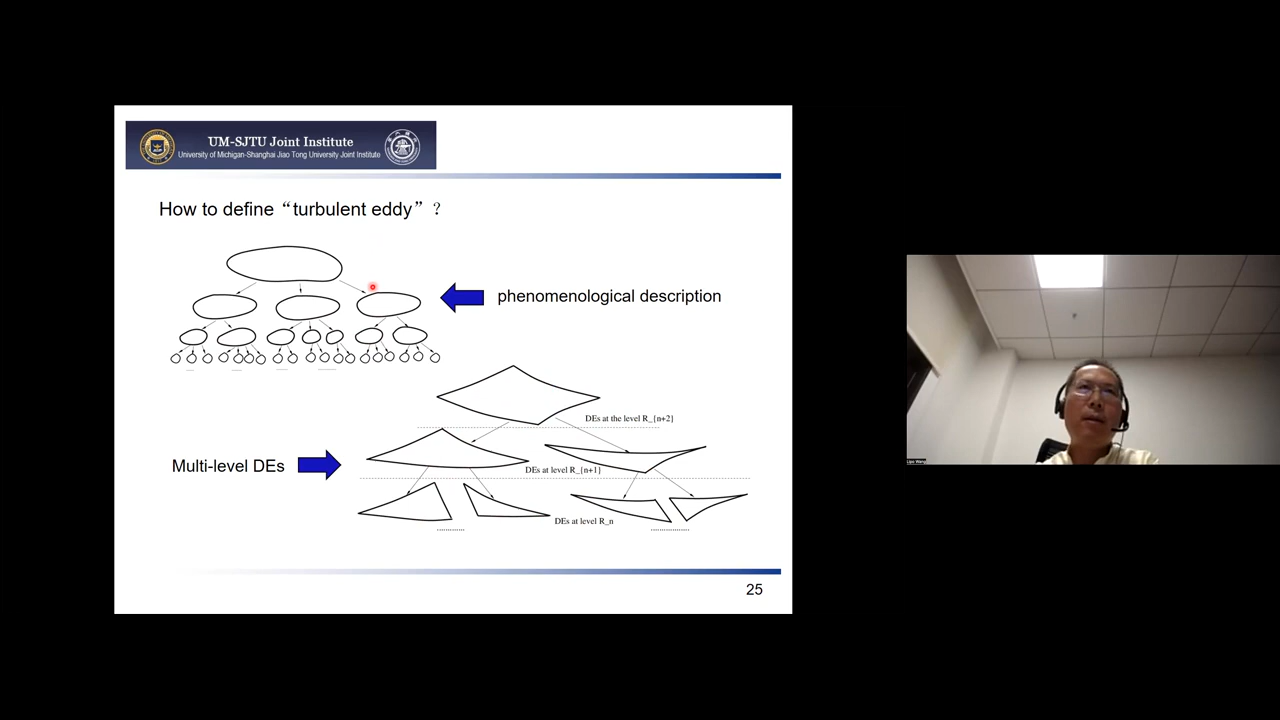 UM-SJTU Joint Institute
University of Michigan-Shanghai Jiao Tong University Joint Institute
How to define “turbulent eddy” ?
phenomenological description
DEs at the level R_{n+2}
Multi-level DEs
DEs at level R_{n+1}
DEs at level R_n
25
Lipo Wang